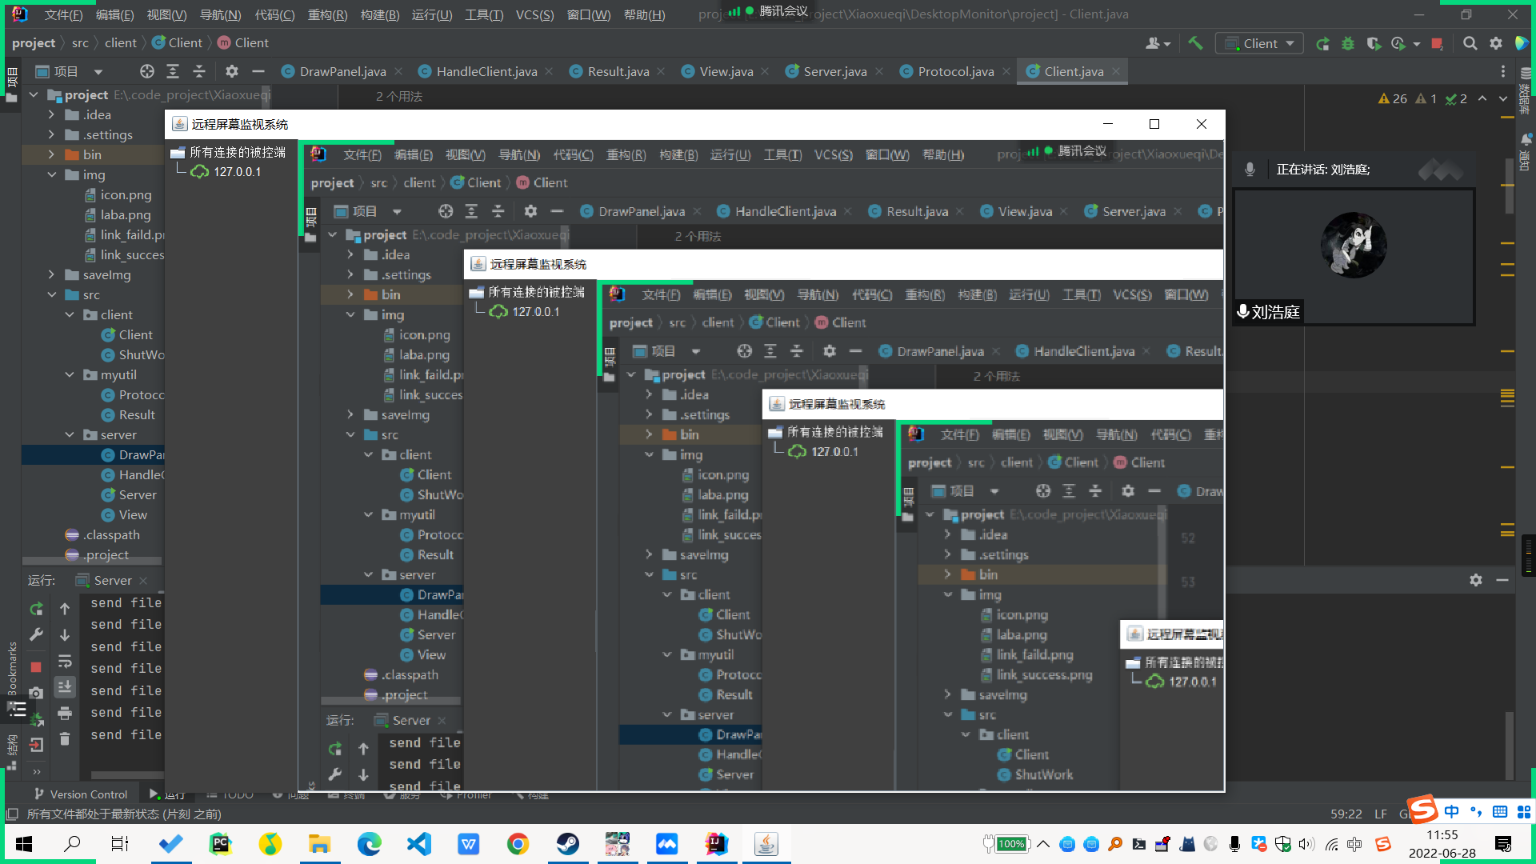 文件(F) 编辑(E) 视图(V) 导航(N) 代码(C) 重构(R) 构建(B) 运行(U) 工具(T) VCS(S) 窗口(W) 帮助(H) \Xiaoxueqi\DesktopMonitor\project] - Client.java
腾讯会议
project src client Client Client
Client
项目 DrawPanel.java HandleClient.java Result.java View.java Server.java Protocol.java Client.java
项目
project E:\.code_project\Xiaoxueqi
2 个用法
26 1 2
数据库
通知
.idea
.settings
bin
img
icon.png
laba.png
link_faild.p
link_succes
saveImg
src
client
Client
ShutWo
myutil
Protoco
Result
server
DrawPa
Handle
Server
View
.classpath
.project
运行: Server
send file
send file
send file
send file
send file
send file
send file
Bookmarks
结构
远程屏幕监视系统
所有连接的被控端
127.0.0.1
文件(F) 编辑(E) 视图(V) 导航(N) 代码(C) 重构(R) 构建(B) 运行(U) 工具(T) VCS(S) 窗口(W) 帮助(H)
腾讯会议
project src client Client Client
项目 DrawPanel.java HandleClient.java Result.java View.java Server.java
项目
project E:\.code_project\Xiaoxueqi
2 个用法
.idea
.settings
bin
img
icon.png
laba.png
link_faild.p
link_succes
saveImg
src
client
Client
ShutWo
myutil
Protoco
Result
server
DrawPa
Handle
Server
View
.classpath
.project
运行: Server
send file
send file
send file
远程屏幕监视系统
所有连接的被控端
127.0.0.1
文件(F) 编辑(E) 视图(V) 导航(N) 代码(C) 重构(R) 构建(B) 运行(U) 工具(T) VCS(S) 窗口(W)
project src client Client Client
项目 DrawPanel.java HandleClient.java Result
项目
project E:\.code_project\Xiaoxueqi
2 个用法
.idea
.settings
bin
img
icon.png
laba.png
link_faild.p
link_succes
saveImg
src
client
Client
ShutWo
myutil
Protoco
Result
server
DrawPa
Handle
Server
远程屏幕监视系统
所有连接的被控端
127.0.0.1
文件(F) 编辑(E) 视图(V) 导航(N) 代码(C)
project src client Client Client
项目 Draw
项目
project E:\.code_project\Xiaoxueqi
52
.idea
.settings
53
bin
img
icon.png
laba.png
link_faild.png
link_success.png
saveImg
src
client
Client
ShutWork
远程屏幕监视
所有连接的被控
127.0.0.1
正在讲话: 刘浩庭;
刘浩庭
Version Control 运行 TODO 问题 终端 服务 Profiler 构建
所有文件都处于最新状态 (片刻 之前)
59:22 LF
中
100%
中
11:55
2022-06-28